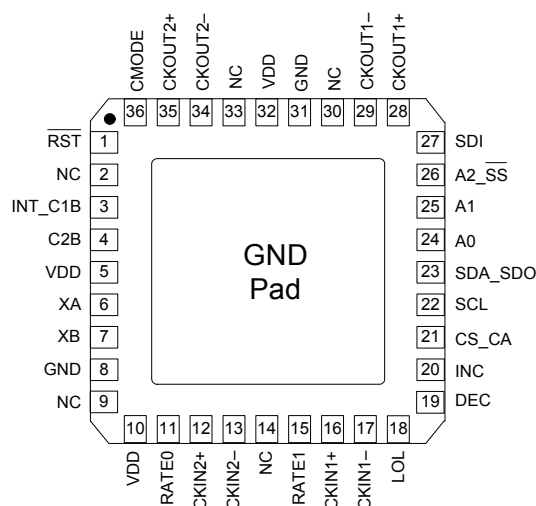 CMODE
CKOUT2+
CKOUT2–
NC
VDD
GND
NC
CKOUT1–
CKOUT1+
36 35 34 33 32 31 30 29 28
RST 1
NC 2
INT_C1B 3
C2B 4
VDD 5
XA 6
XB 7
GND 8
NC 9
GND
Pad
27 SDI
26 A2_SS
25 A1
24 A0
23 SDA_SDO
22 SCL
21 CS_CA
20 INC
19 DEC
10 11 12 13 14 15 16 17 18
VDD
RATE0
CKIN2+
CKIN2–
NC
RATE1
CKIN1+
CKIN1–
LOL